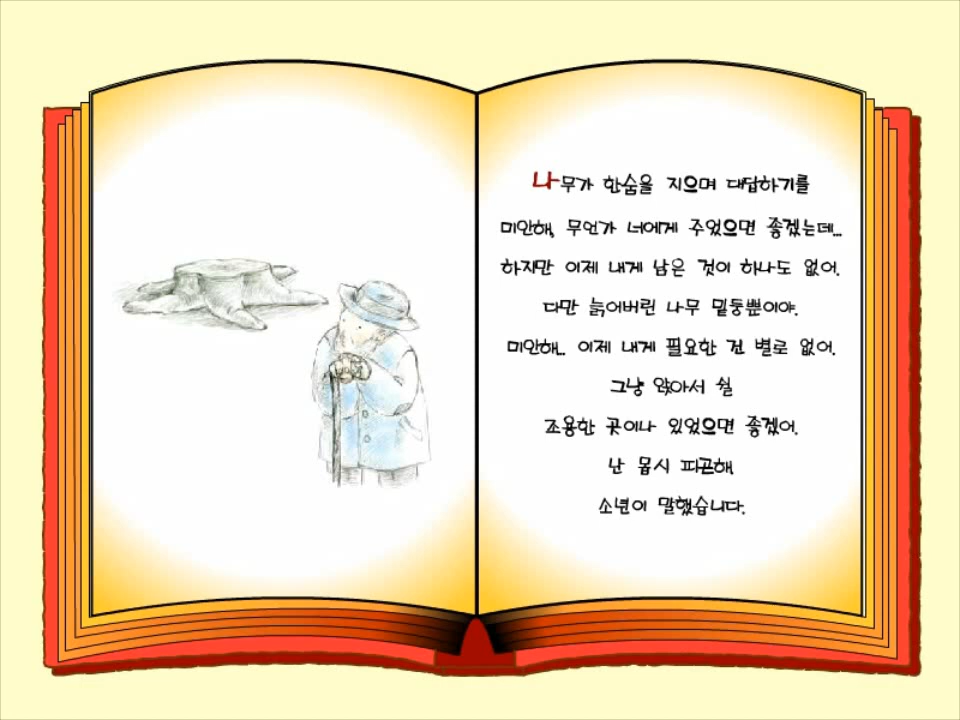 나무가 한숨을 지으며 대답하기를
미안해, 무언가 너에게 주었으면 좋겠는데...
하지만 이제 내게 남은 것이 하나도 없어.
다만 늙어버린 나무 밑둥뿐이야.
미안해... 이제 내게 필요한 건 별로 없어.
그냥 앉아서 쉴
조용한 곳이나 있었으면 좋겠어.
난 몹시 피곤해
소년이 말했습니다.